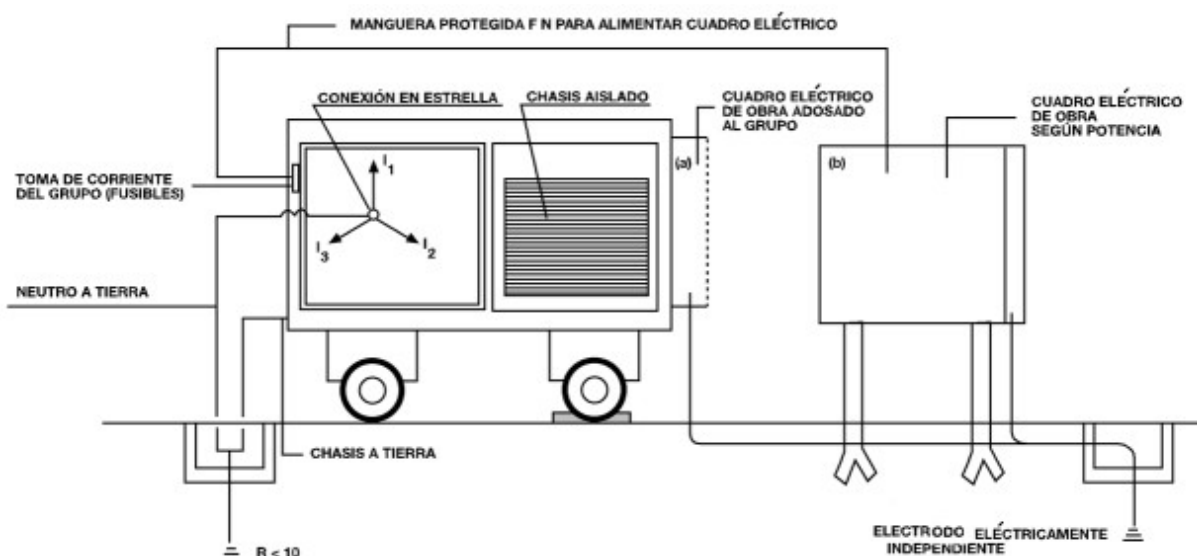 MANGUERA PROTEGIDA F N PARA ALIMENTAR CUADRO ELÉCTRICO
CONEXIÓN EN ESTRELLA
CHASIS AISLADO
CUADRO ELÉCTRICO
DE OBRA ADOSADO
AL GRUPO
CUADRO ELÉCTRICO
DE OBRA
SEGÚN POTENCIA
(a)
(b)
TOMA DE CORRIENTE
DEL GRUPO (FUSIBLES)
I1
I2
I3
NEUTRO A TIERRA
CHASIS A TIERRA
R < 10
ELECTRODO ELÉCTRICAMENTE
INDEPENDIENTE